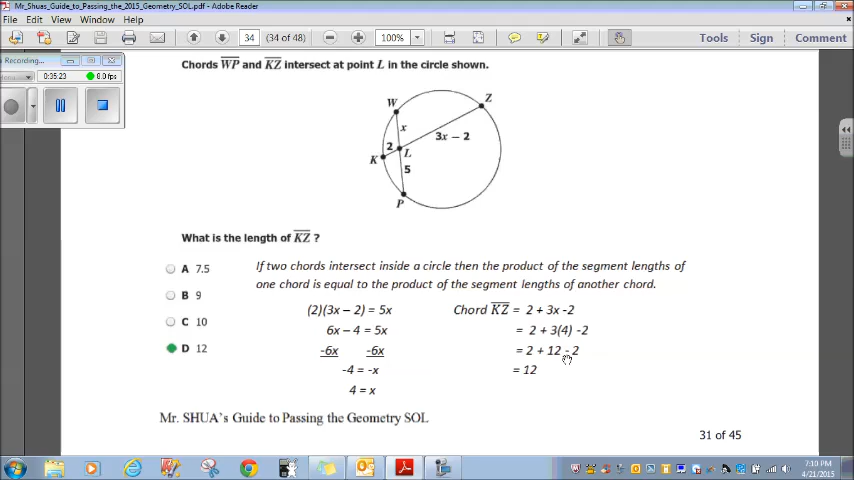 Mr_Shuas_Guide_to_Passing_the_2015_Geometry_SOL.pdf - Adobe Reader
File Edit View Window Help
34 (34 of 48) 100% Tools Sign Comment
Recording...
0:35:23 0.0 fps
Chords WP and KZ intersect at point L in the circle shown.
W Z
x
3x − 2
2 L
K 5
P
What is the length of KZ ?
A 7.5
B 9
C 10
D 12
If two chords intersect inside a circle then the product of the segment lengths of
one chord is equal to the product of the segment lengths of another chord.
(2)(3x − 2) = 5x
6x − 4 = 5x
-6x -6x
-4 = -x
4 = x
Chord KZ = 2 + 3x -2
= 2 + 3(4) -2
= 2 + 12 - 2
= 12
Mr. SHUA's Guide to Passing the Geometry SOL
31 of 45
7:10 PM
4/21/2015